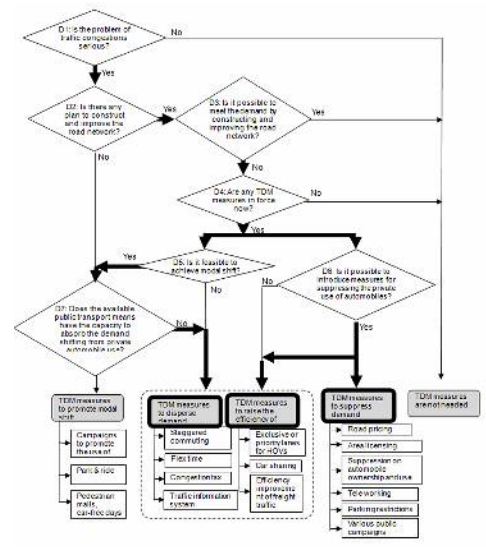 D1: Is the problem of
traffic congestions
serious?
No
Yes
D2: Is there any
plan to construct
and improve the
road network?
Yes
D3: Is it possible to
meet the demand by
constructing and
improving the road
network?
Yes
No
No
D4: Are any TDM
measures in force
now?
No
Yes
Yes
D5: Is it feasible to
achieve modal shift?
No
No
D6: Is it possible to
introduce measures for
suppressing the private
use of automobiles?
Yes
D7: Does the available
public transport means
have the capacity to
absorb the demand
shifting from private
automobile use?
No
Yes
TDM measures
to promote modal
shift
TDM measures
to disperse
demand
TDM measures
to raise the
efficiency of
TDM measures
to suppress
demand
TDM measures
are not needed
Campaigns
to promote
the use of
Park & ride
Pedestrian
malls,
car-free days
Staggered
commuting
Flex time
Congestion tax
Traffic information
system
Exclusive or
priority lanes
for HOVs
Car sharing
Efficiency
improveme
nt of freight
traffic
Road pricing
Area licensing
Suppression on
automobile
ownership and use
Tele working
Parking restrictions
Various public
campaigns